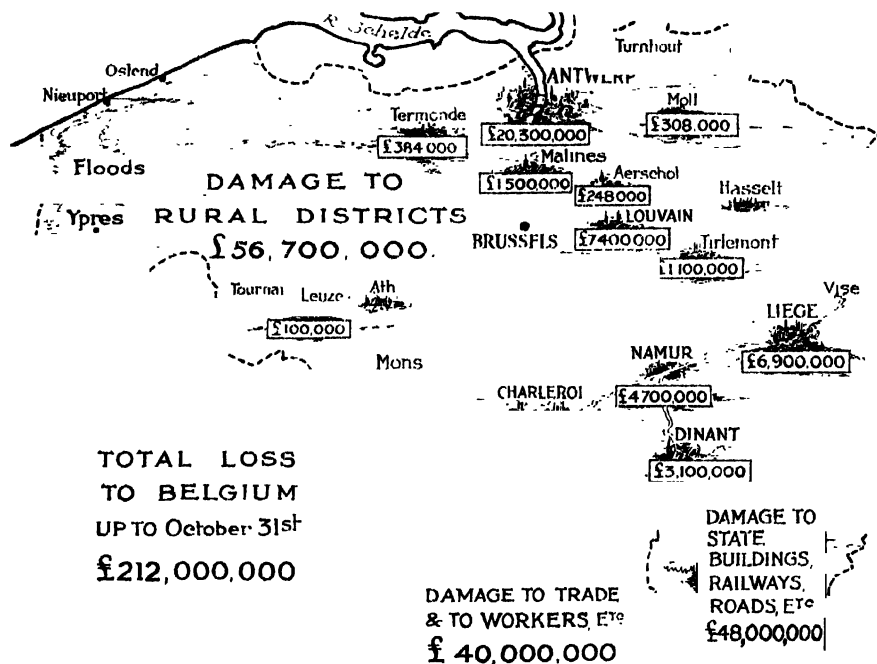 R. Schelde
Turnhout
Ostend
ANTWERP
Nieuport
Moll
Termonde
£308.000
£20,300,000
£384000
Malines
Floods
Aerschot
£1500000
DAMAGE TO
£248000
Hasselt
Ypres
RURAL DISTRICTS
LOUVAIN
£7400000
BRUSSELS
Tirlemont
£56,700,000.
£1100,000
Tournai
Leuze
Ath
Vise
LIEGE
£100,000
NAMUR
Mons
£6,900,000
CHARLEROI
£4700,000
DINANT
TOTAL LOSS
£3,100,000
TO BELGIUM
UP TO October 31st
£212,000,000
DAMAGE TO
STATE
BUILDINGS,
RAILWAYS,
ROADS, ETC
£48,000,000
DAMAGE TO TRADE
& TO WORKERS, ETC
£40,000,000